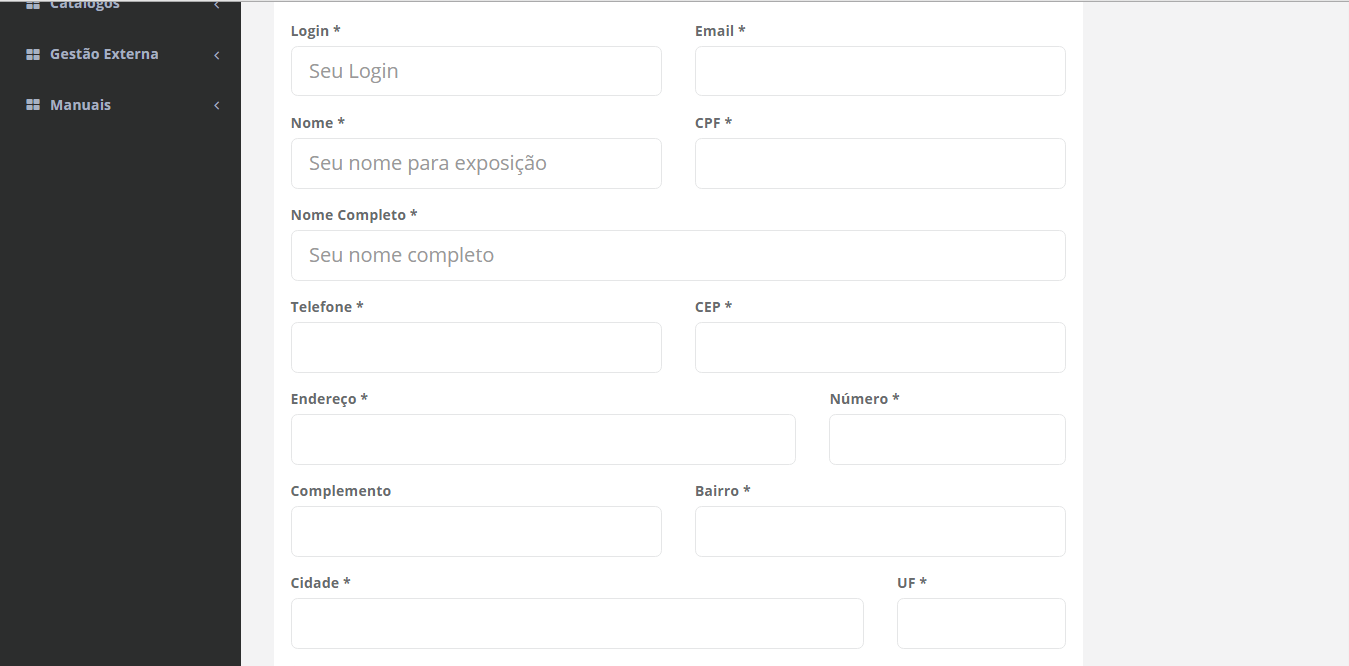 Catálogos
Gestão Externa
Manuais
Login *
Email *
Seu Login
Nome *
CPF *
Seu nome para exposição
Nome Completo *
Seu nome completo
Telefone *
CEP *
Endereço *
Número *
Complemento
Bairro *
Cidade *
UF *